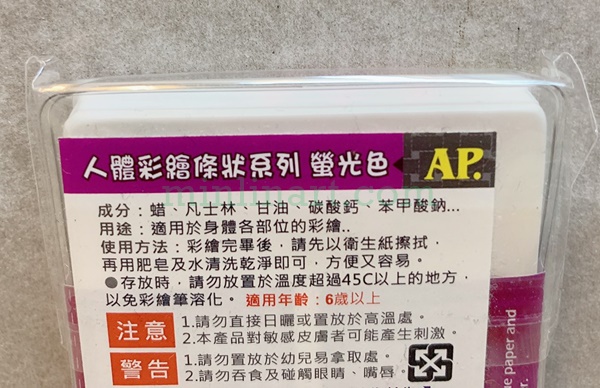 人體彩繪條狀系列 螢光色 AP.
minlinart.com
成分：蜡、凡士林、甘油、碳酸鈣、苯甲酸鈉...
用途：適用於身體各部位的彩繪..
使用方法：彩繪完畢後，請先以衛生紙擦拭，
再用肥皂及水清洗乾淨即可，方便又容易。
●存放時，請勿放置於溫度超過45C以上的地方，
以免彩繪筆溶化。 適用年齡：6歲以上
注意
1.請勿直接日曬或置放於高溫處。
2.本產品對敏感皮膚者可能產生刺激。
警告
1.請勿置放於幼兒易拿取處。
2.請勿吞食及碰觸眼睛、嘴唇。
e paper and
er.